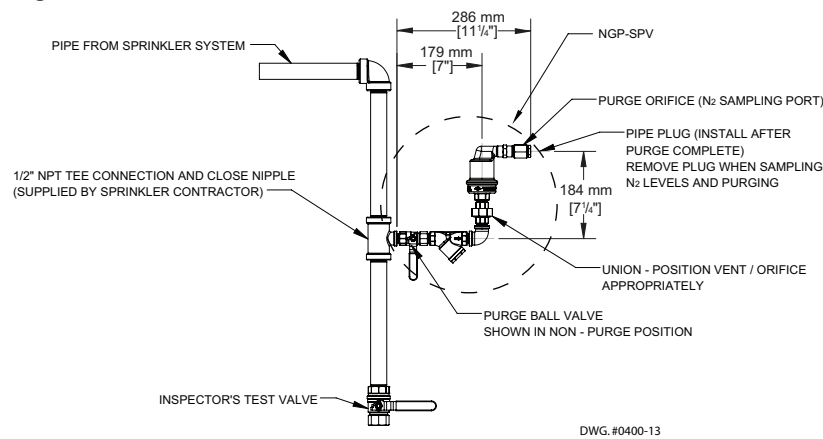 286 mm
[11¼"]
179 mm
[7"]
NGP-SPV
PIPE FROM SPRINKLER SYSTEM
PURGE ORIFICE (N2 SAMPLING PORT)
PIPE PLUG (INSTALL AFTER
PURGE COMPLETE)
REMOVE PLUG WHEN SAMPLING
N2 LEVELS AND PURGING
1/2" NPT TEE CONNECTION AND CLOSE NIPPLE
(SUPPLIED BY SPRINKLER CONTRACTOR)
184 mm
[7¼"]
UNION - POSITION VENT / ORIFICE
APPROPRIATELY
PURGE BALL VALVE
SHOWN IN NON - PURGE POSITION
INSPECTOR'S TEST VALVE
DWG.#0400-13